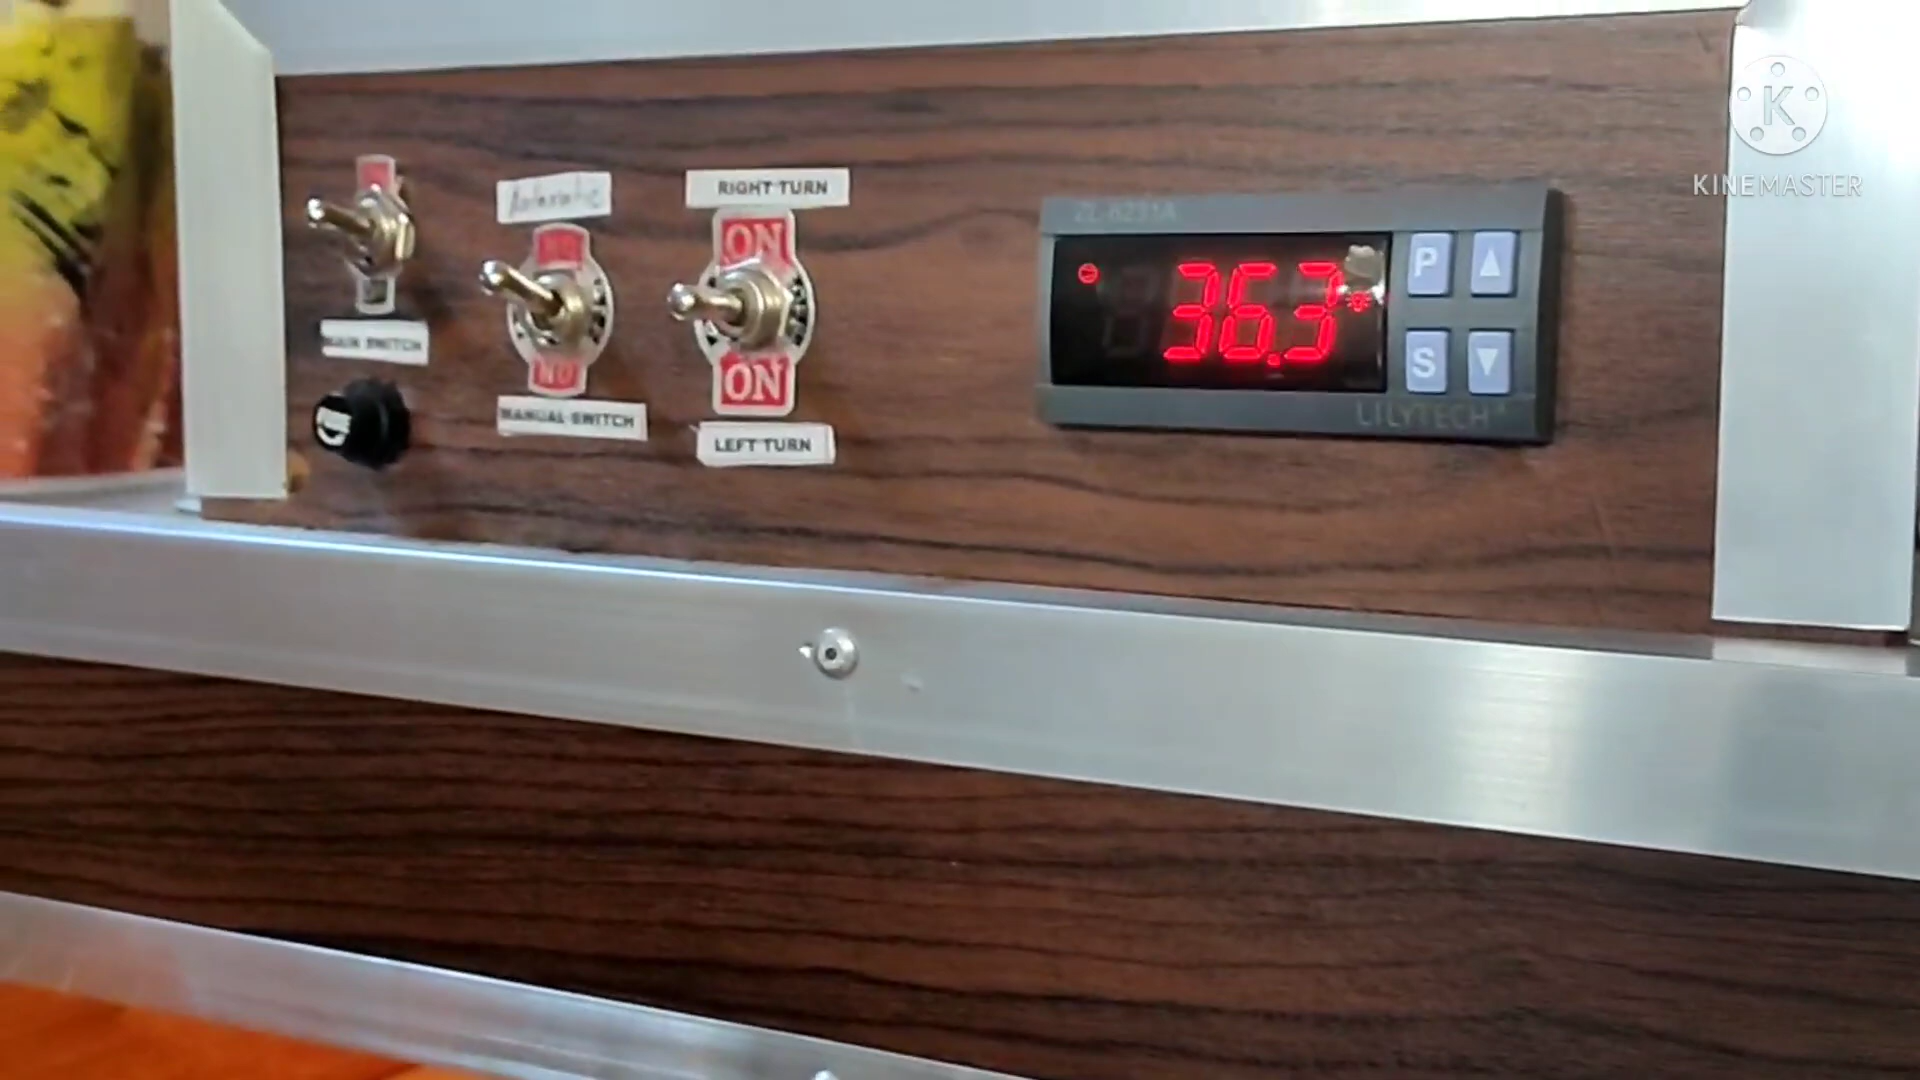 RIGHT TURN
Automatic
ON
MAIN SWITCH
ON
MANUAL SWITCH
LEFT TURN
36.3
P
S
LILYTECH
K
KINEMASTER